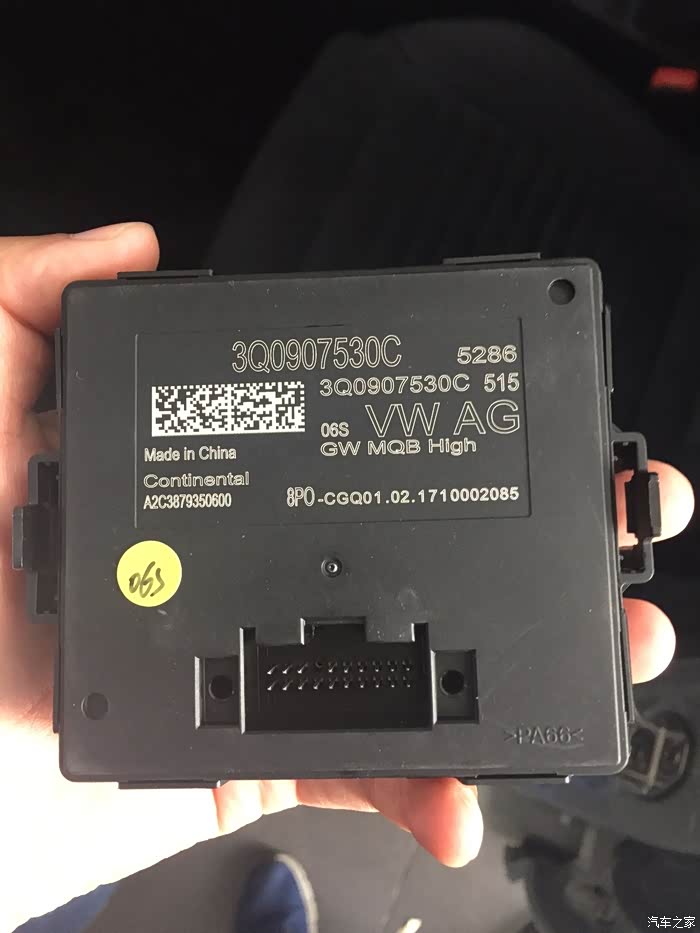 3Q0907530C
5286
3Q0907530C 515
06S VW AG
GW MQB High
Made in China
Continental
A2C3879350600
8P0-CGQ01.02.1710002085
06S
>PA66<
汽车之家